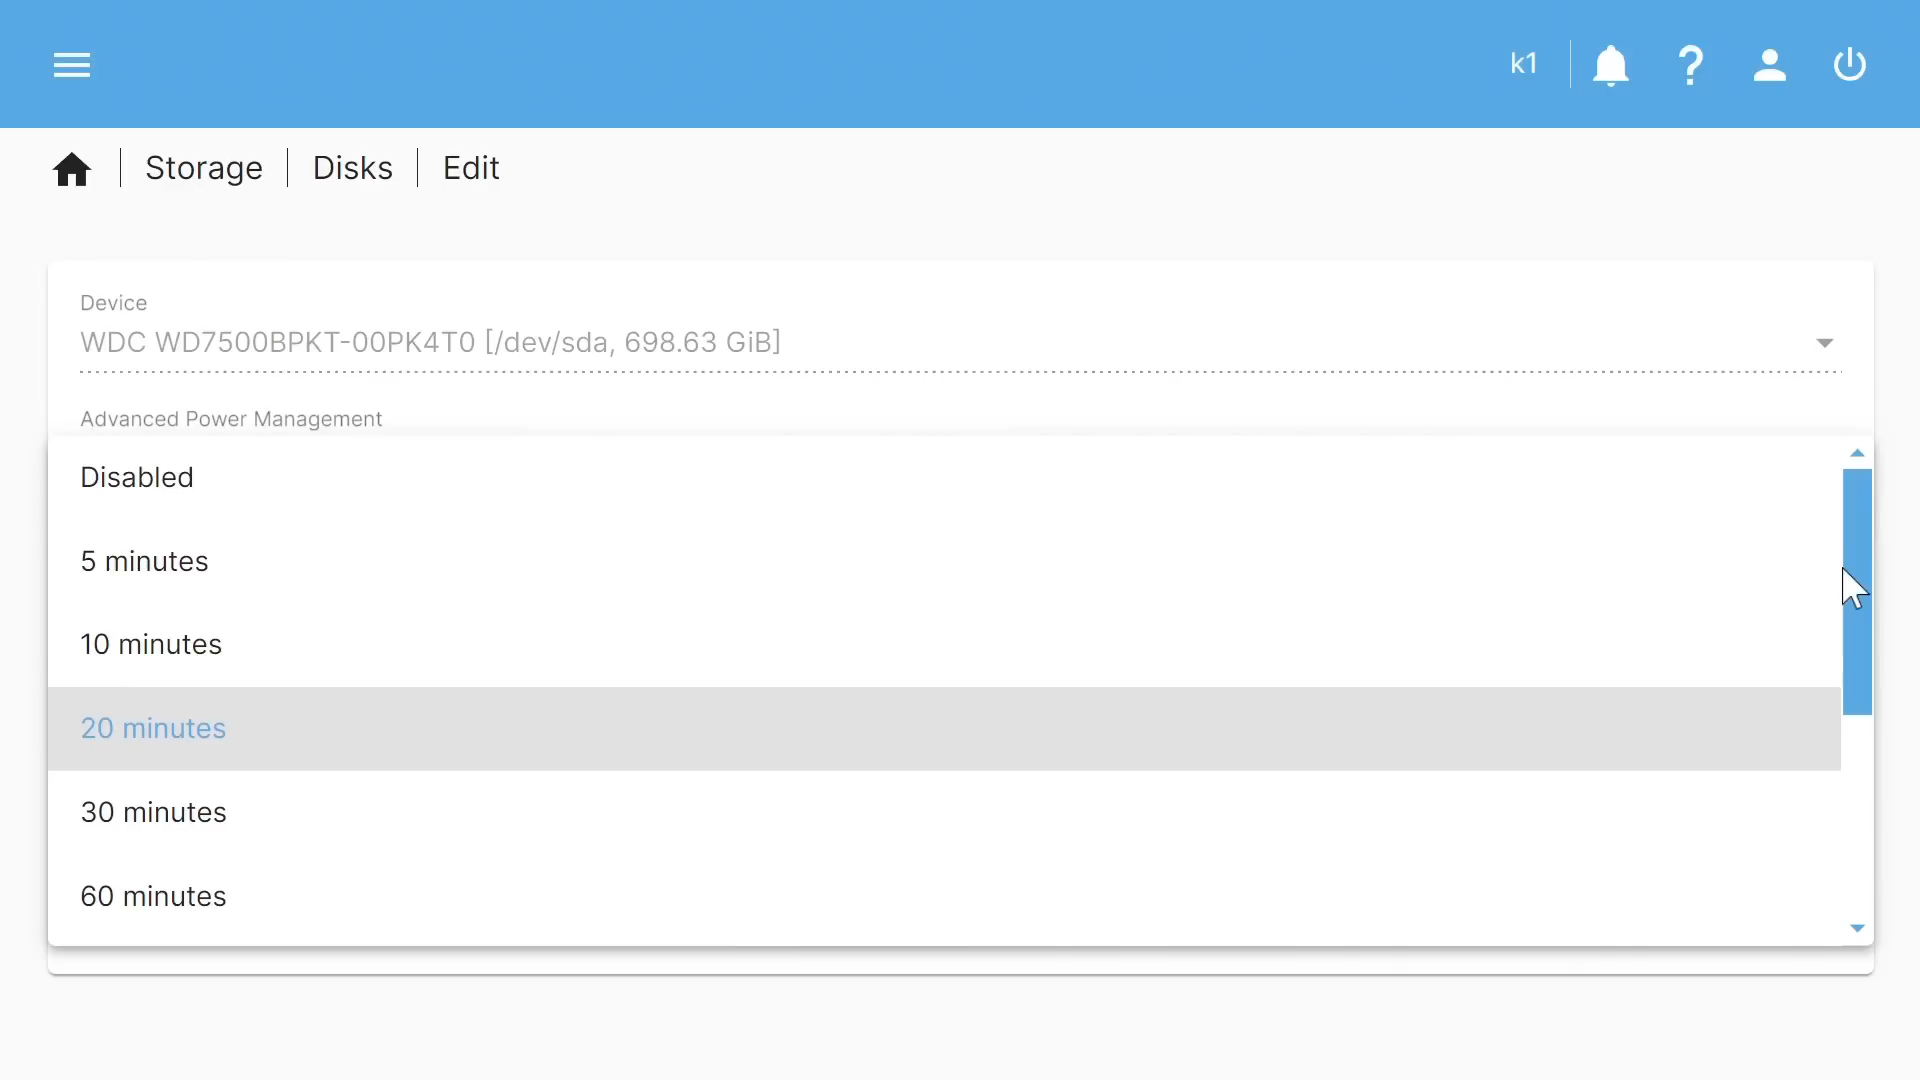 k1
Storage
Disks
Edit
Device
WDC WD7500BPKT-00PK4T0 [/dev/sda, 698.63 GiB]
Advanced Power Management
Disabled
5 minutes
10 minutes
20 minutes
30 minutes
60 minutes